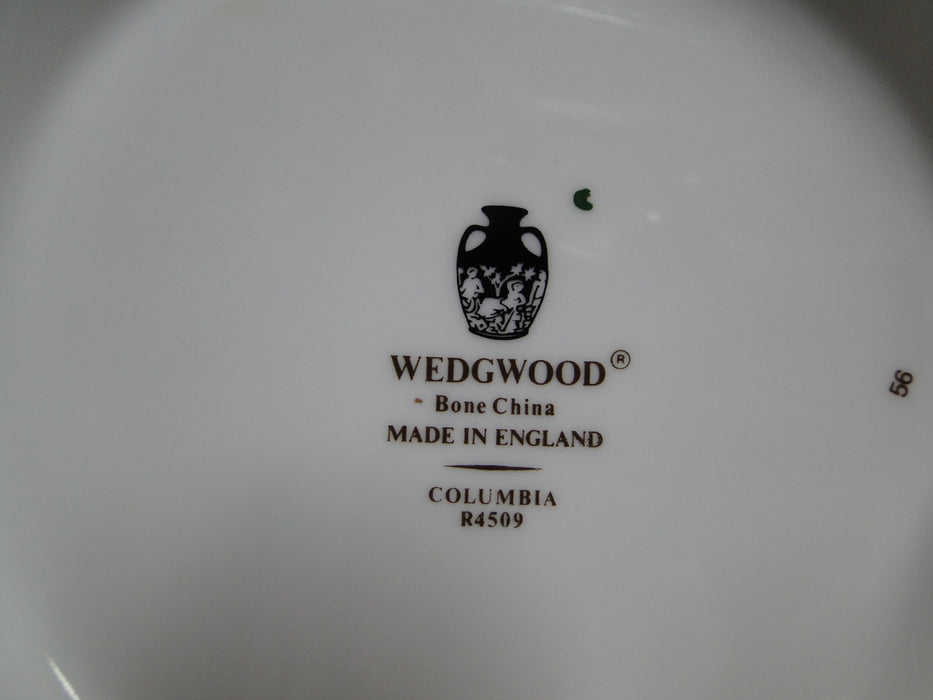 WEDGWOOD®
Bone China
MADE IN ENGLAND
COLUMBIA
R4509
56